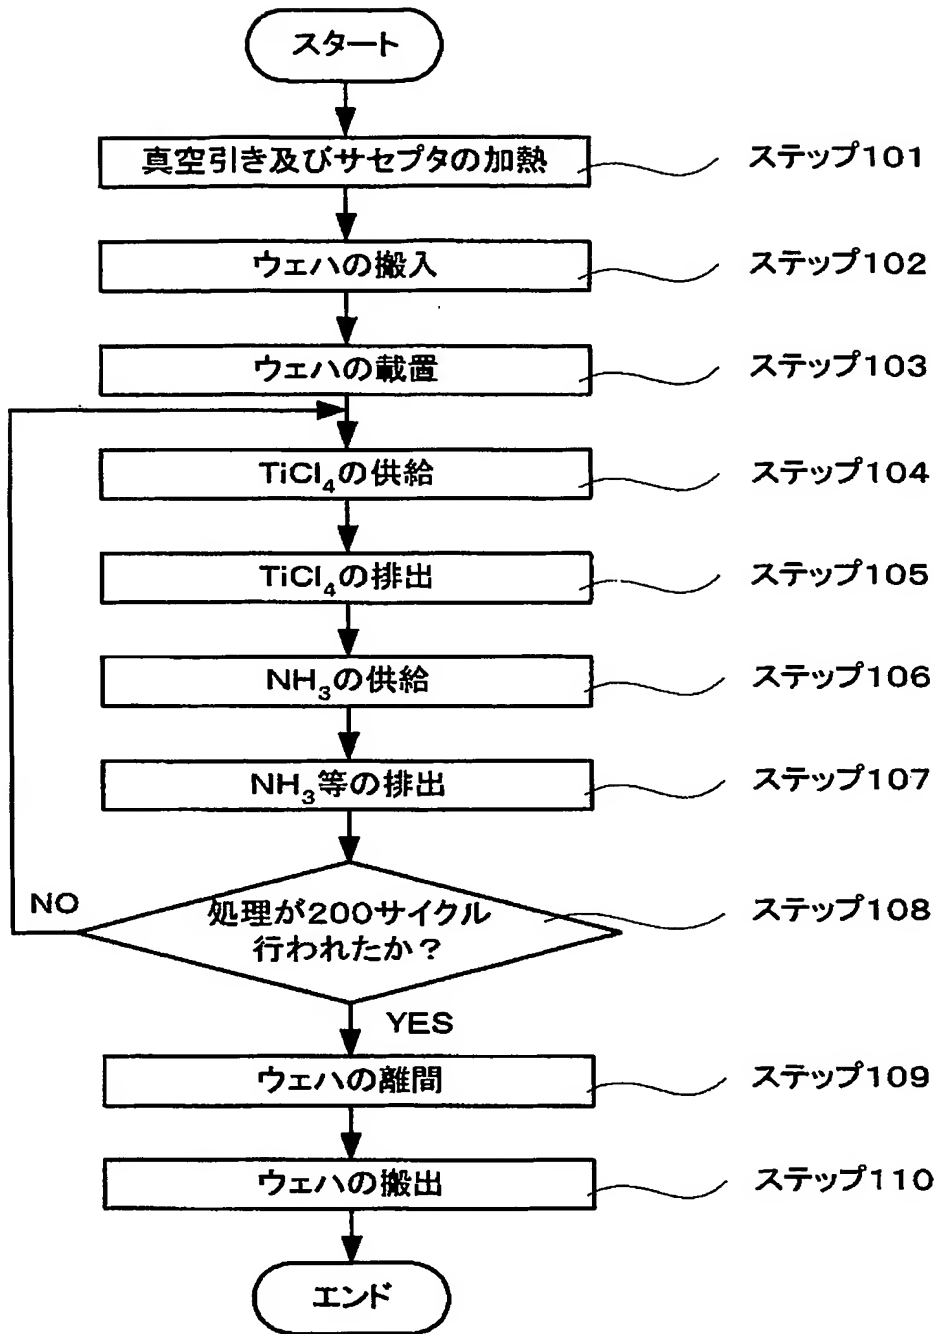 スタート
真空引き及びサセプタの加熱
ステップ101
ウェハの搬入
ステップ102
ウェハの載置
ステップ103
TiCl₄の供給
ステップ104
TiCl₄の排出
ステップ105
NH₃の供給
ステップ106
NH₃等の排出
ステップ107
処理が200サイクル
行われたか?
ステップ108
NO
YES
ウェハの離間
ステップ109
ウェハの搬出
ステップ110
エンド